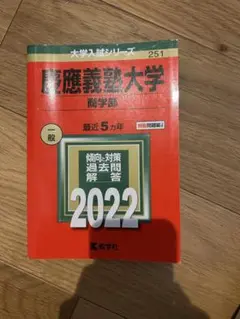 大学入試シリーズ
251
慶應義塾大学
商学部
一般
最近5カ年
傾向と対策
過去問
解答
2022
教学社